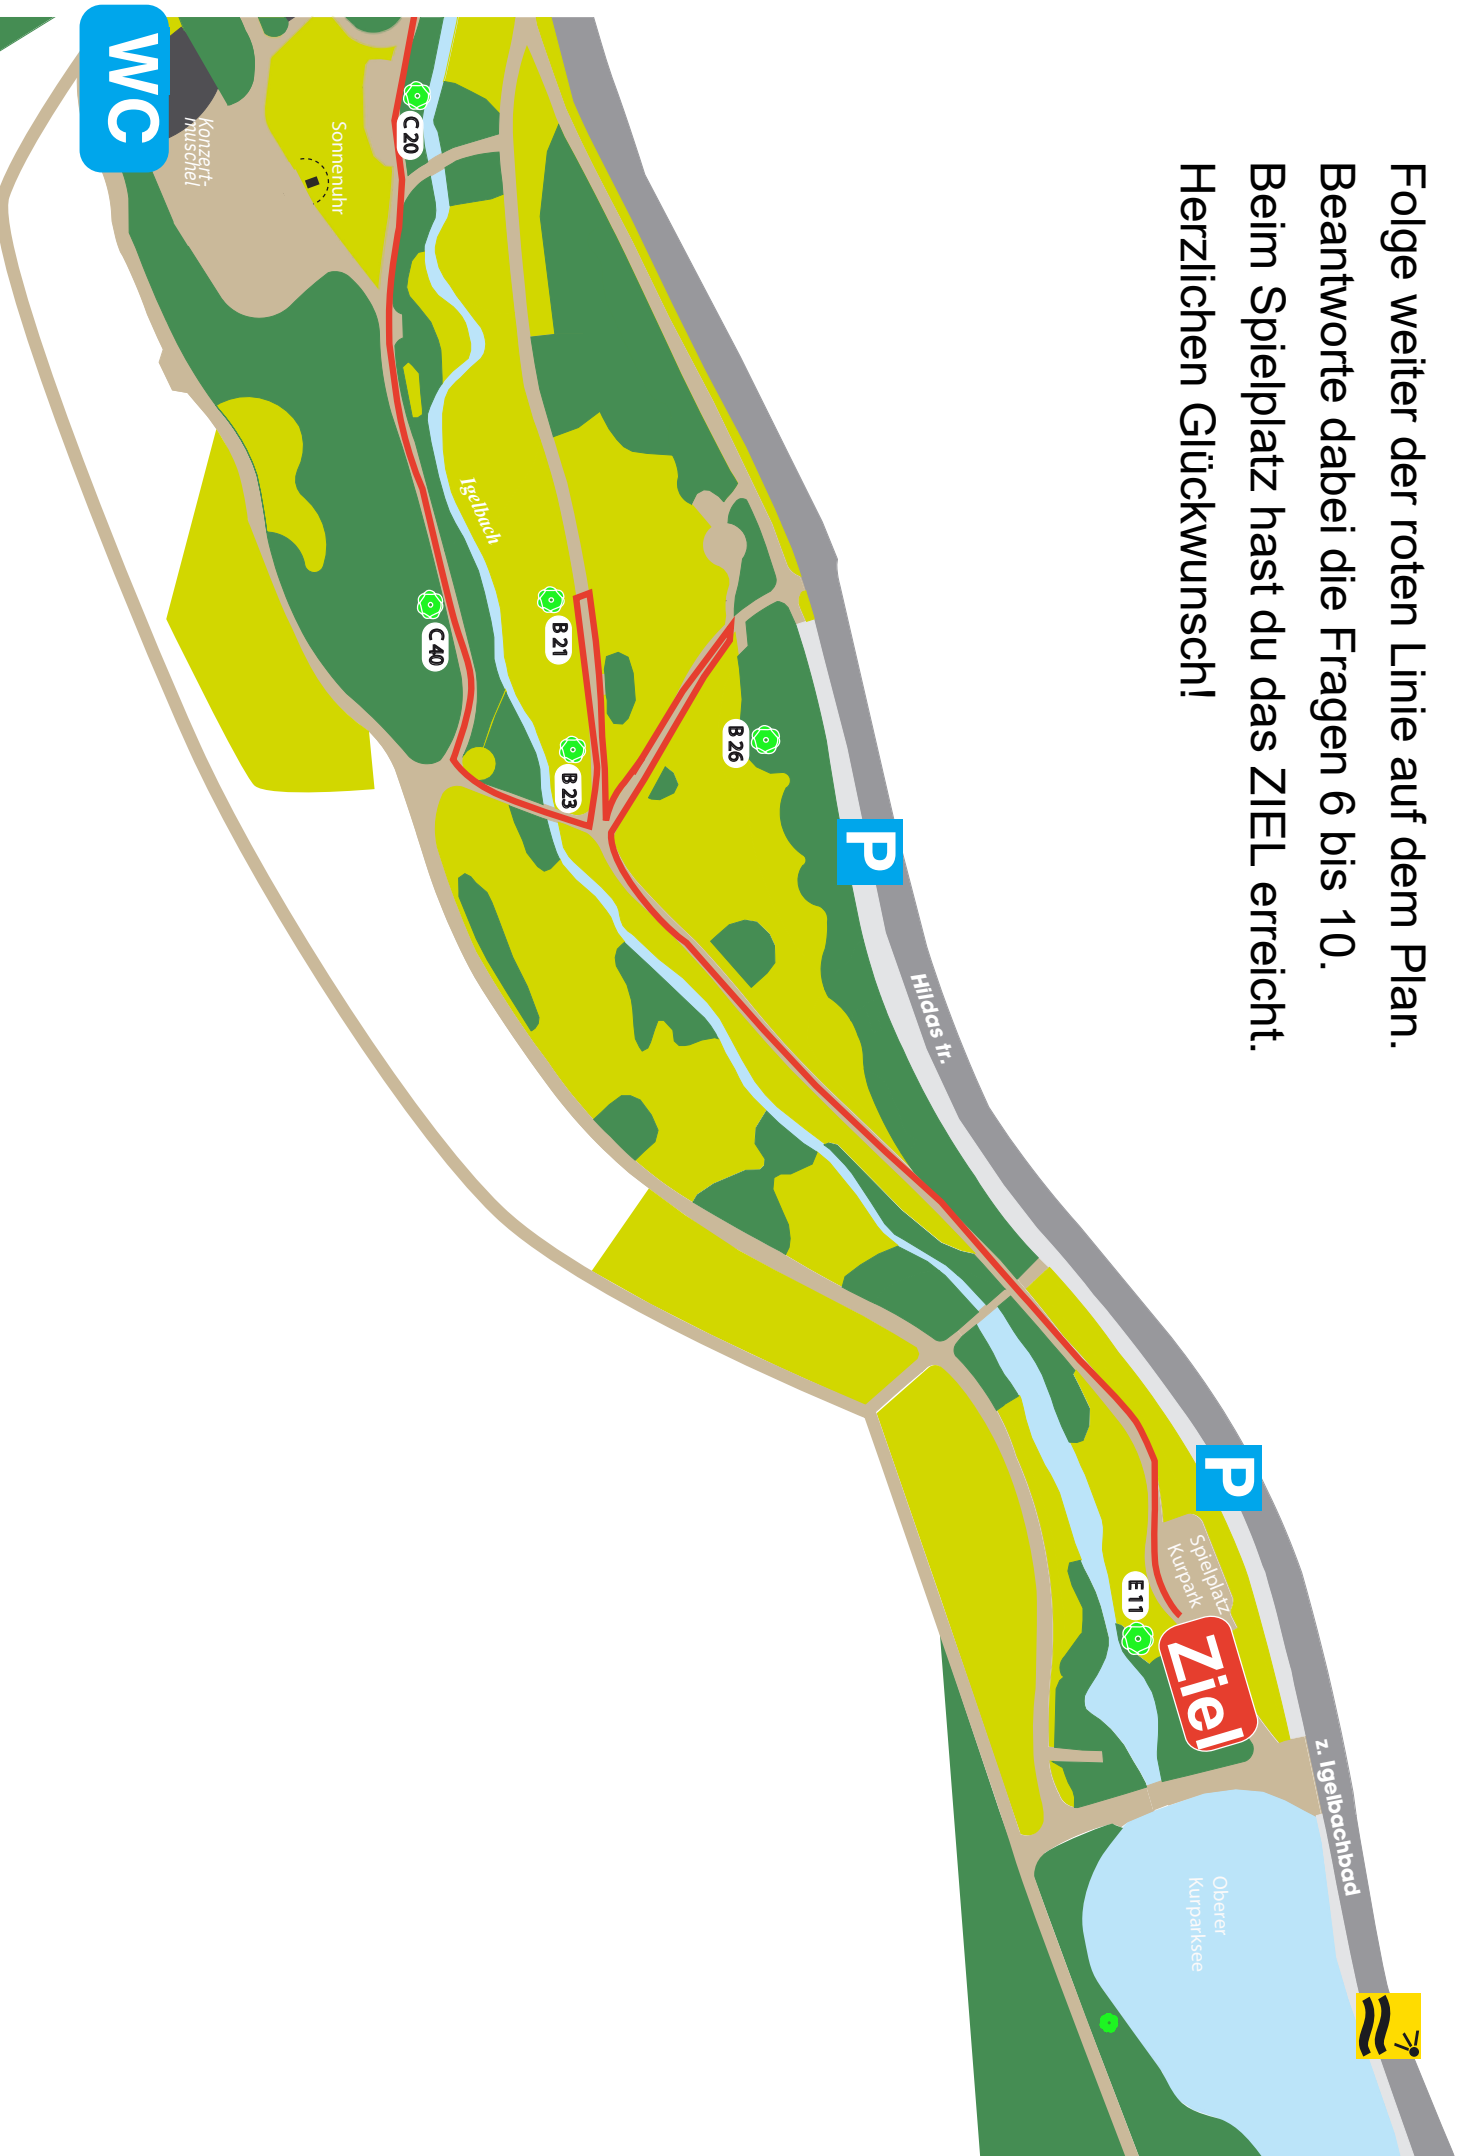 Folge weiter der roten Linie auf dem Plan.
Beantworte dabei die Fragen 6 bis 10.
Beim Spielplatz hast du das ZIEL erreicht.
Herzlichen Glückwunsch!
WC
Konzert-
muschel
Sonnenuhr
C 20
Igelbach
C 40
B 21
B 23
B 26
P
Hildas tr.
P
Spielplatz
Kurpark
E 11
Ziel
z. Igelbachbad
Oberer
Kurparksee